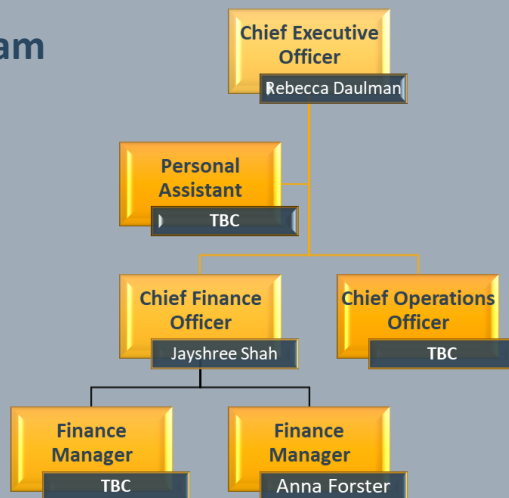 am
Chief Executive
Officer
Rebecca Daulman
Personal
Assistant
TBC
Chief Finance
Officer
Jayshree Shah
Chief Operations
Officer
TBC
Finance
Manager
TBC
Finance
Manager
Anna Forster